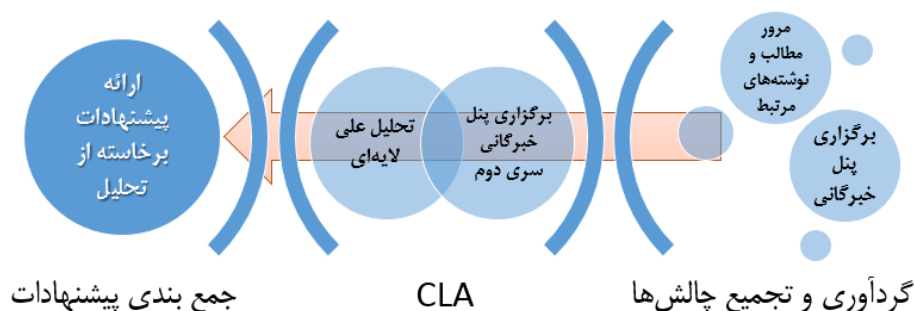 مرور
مطالب و
نوشته‌های
مرتبط
برگزاری
پنل
خبرگانی
برگزاری پنل
خبرگانی
سری دوم
تحلیل علی
لایه‌ای
ارائه
پیشنهادات
برخاسته از
تحلیل
گردآوری و تجمیع چالش‌ها
CLA
جمع بندی پیشنهادات